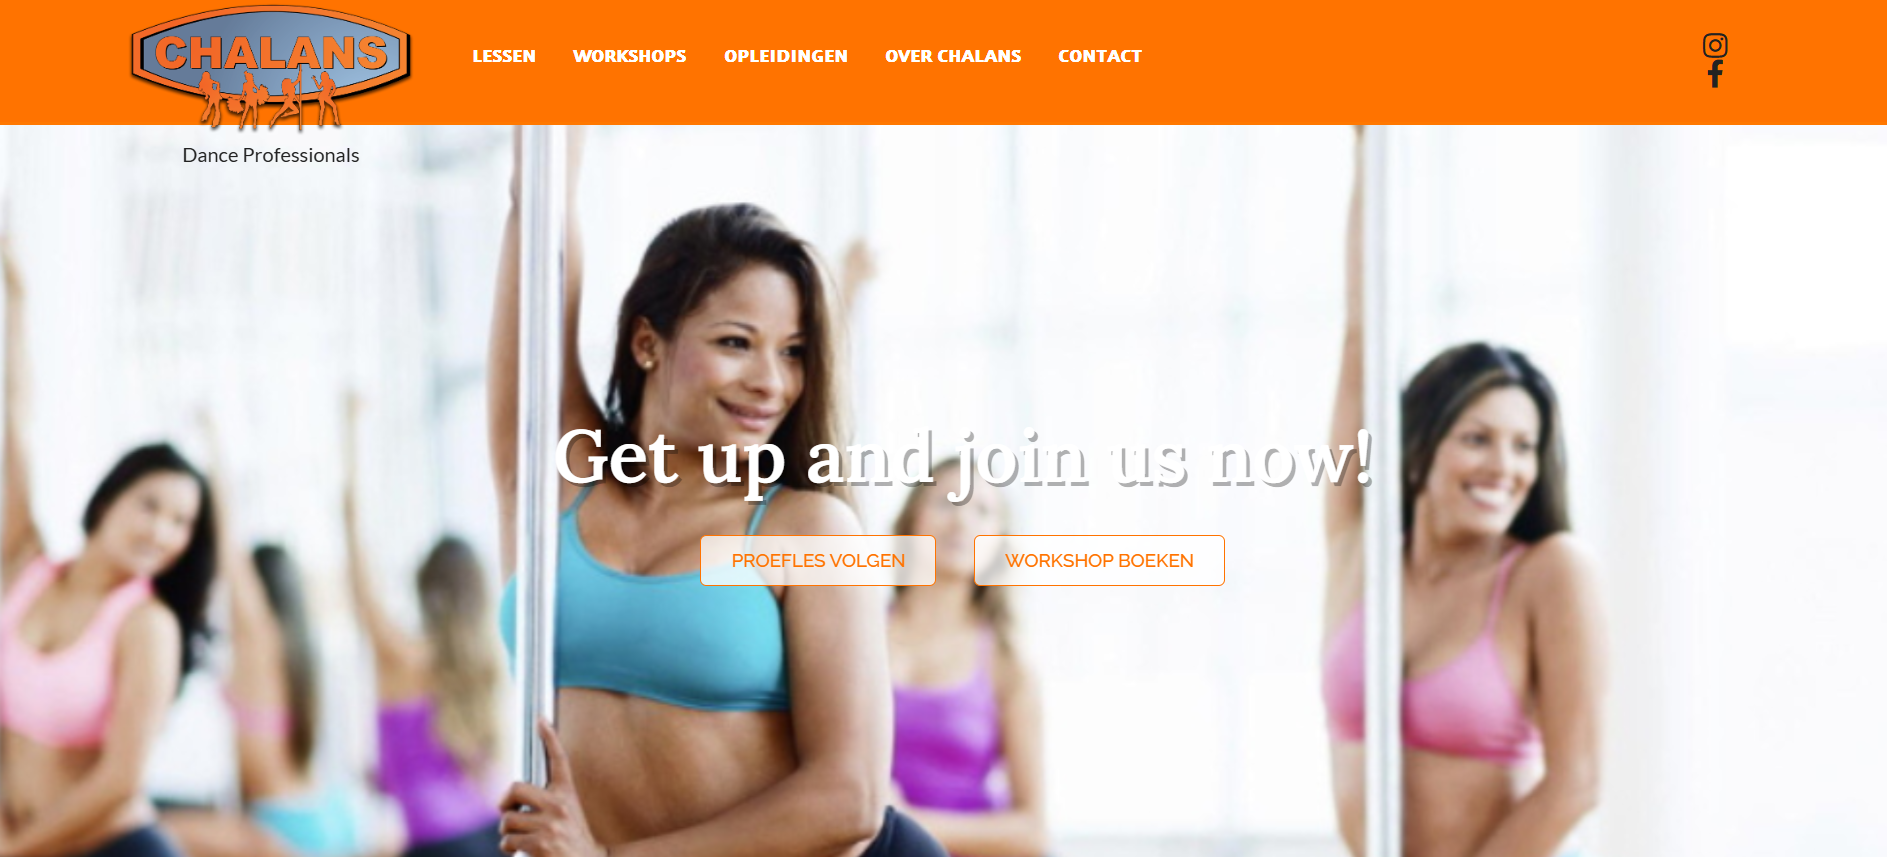 CHALANS
LESSEN WORKSHOPS OPLEIDINGEN OVER CHALANS CONTACT
Dance Professionals
Get up and join us now!
PROEFLES VOLGEN WORKSHOP BOEKEN